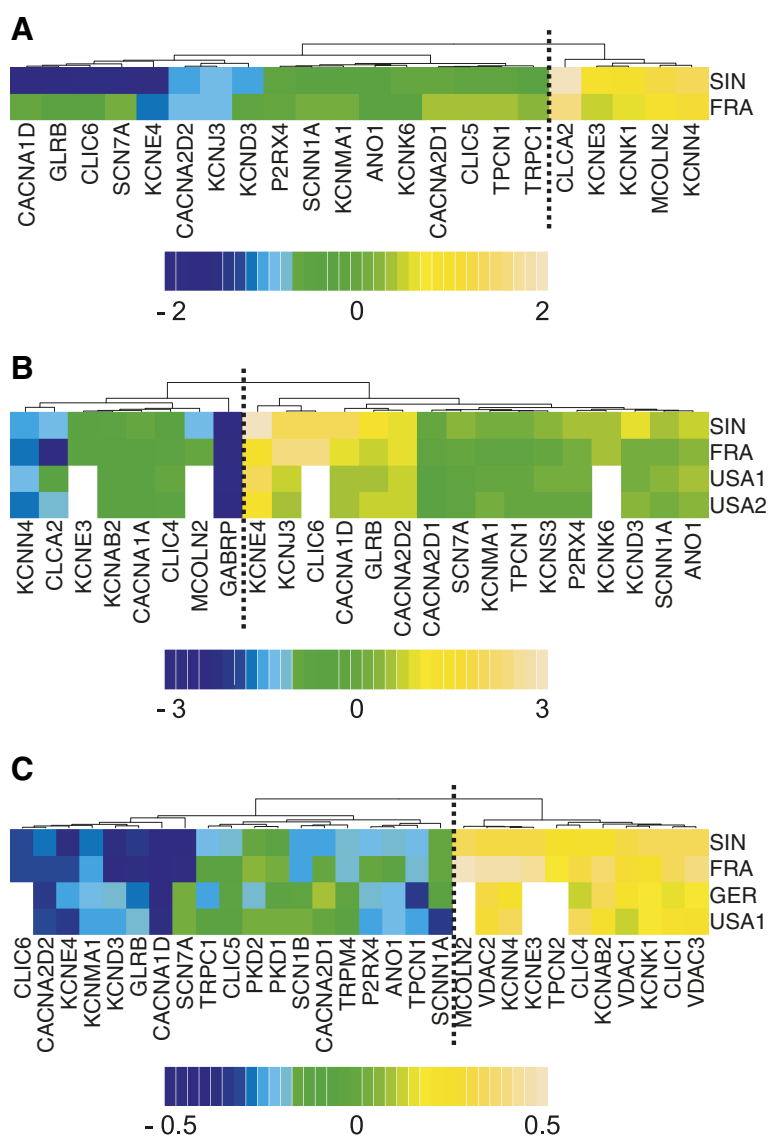 A
SIN
FRA
CACNA1D GLRB CLIC6 SCN7A KCNE4 CACNA2D2 KCNJ3 KCND3 P2RX4 SCNN1A KCNMA1 ANO1 KCNK6 CACNA2D1 CLIC5 TPCN1 TRPC1 CLCA2 KCNE3 KCNK1 MCOLN2 KCNN4
- 2 0 2
B
SIN
FRA
USA1
USA2
KCNN4 CLCA2 KCNE3 KCNAB2 CACNA1A CLIC4 MCOLN2 GABRP KCNE4 KCNJ3 CLIC6 CACNA1D GLRB CACNA2D2 CACNA2D1 SCN7A KCNMA1 TPCN1 KCNS3 P2RX4 KCNK6 KCND3 SCNN1A ANO1
- 3 0 3
C
SIN
FRA
GER
USA1
CLIC6 CACNA2D2 KCNE4 KCNMA1 KCND3 GLRB CACNA1D SCN7A TRPC1 CLIC5 PKD2 PKD1 SCN1B CACNA2D1 TRPM4 P2RX4 ANO1 TPCN1 SCNN1A MCOLN2 VDAC2 KCNN4 KCNE3 TPCN2 CLIC4 KCNAB2 VDAC1 KCNK1 CLIC1 VDAC3
- 0.5 0 0.5